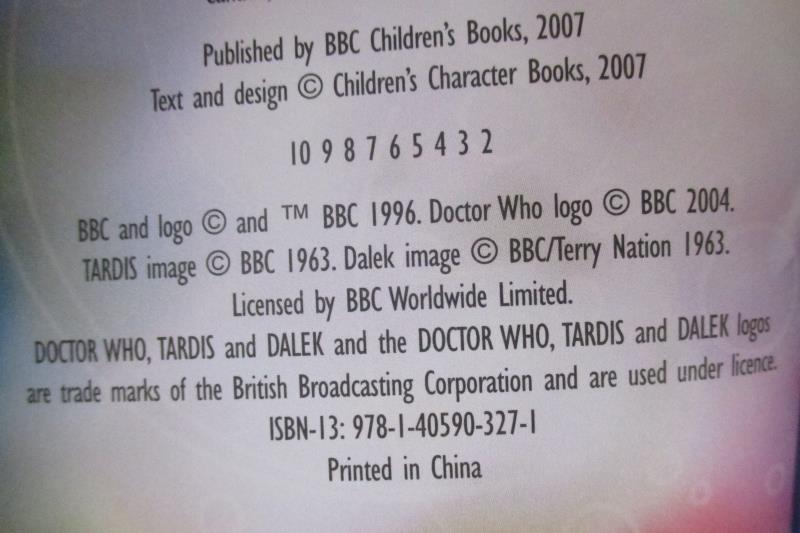 Published by BBC Children's Books, 2007
Text and design © Children's Character Books, 2007
10 9 8 7 6 5 4 3 2
BBC and logo © and ™ BBC 1996. Doctor Who logo © BBC 2004.
TARDIS image © BBC 1963. Dalek image © BBC/Terry Nation 1963.
Licensed by BBC Worldwide Limited.
DOCTOR WHO, TARDIS and DALEK and the DOCTOR WHO, TARDIS and DALEK logos
are trade marks of the British Broadcasting Corporation and are used under licence.
ISBN-13: 978-1-40590-327-1
Printed in China